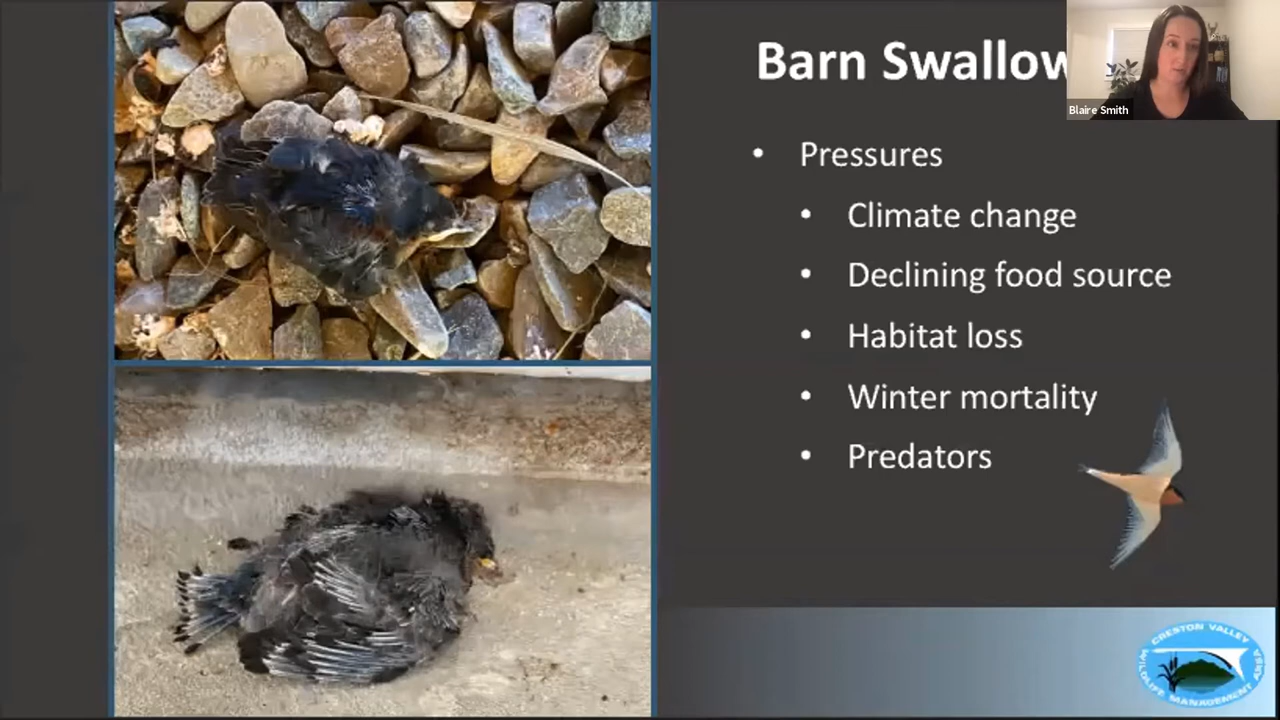 Barn Swallow
Blaire Smith
• Pressures
• Climate change
• Declining food source
• Habitat loss
• Winter mortality
• Predators
CRESTON VALLEY
WILDLIFE MANAGEMENT AREA